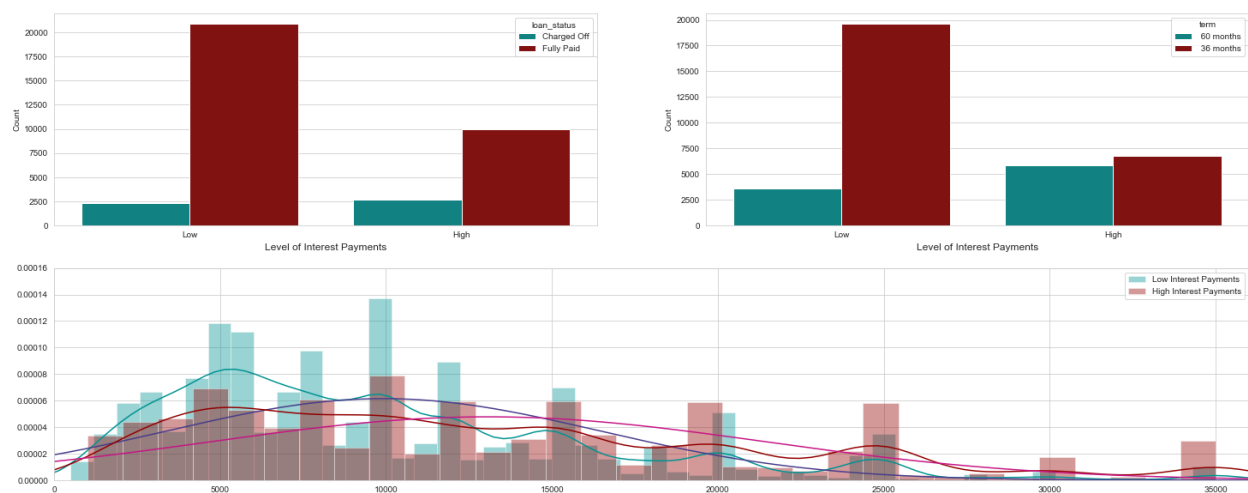 loan_status
Charged Off
Fully Paid
20000
17500
15000
12500
10000
7500
5000
2500
0
Count
Low
High
Level of Interest Payments
term
60 months
36 months
20000
17500
15000
12500
10000
7500
5000
2500
0
Count
Low
High
Level of Interest Payments
Low Interest Payments
High Interest Payments
0.00016
0.00014
0.00012
0.00010
0.00008
0.00006
0.00004
0.00002
0.00000
0
5000
10000
15000
20000
25000
30000
35000